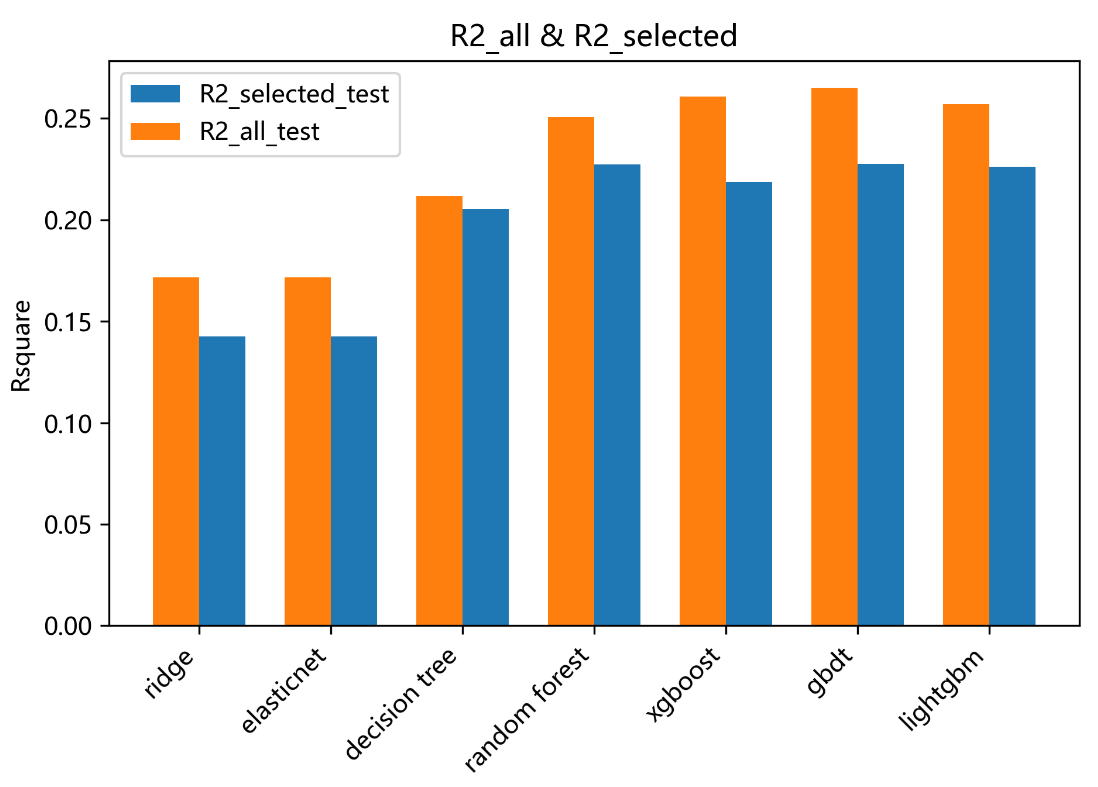 R2_all & R2_selected
R2_selected_test
R2_all_test
Rsquare
0.25
0.20
0.15
0.10
0.05
0.00
ridge
elasticnet
decision tree
random forest
xgboost
gbdt
lightgbm